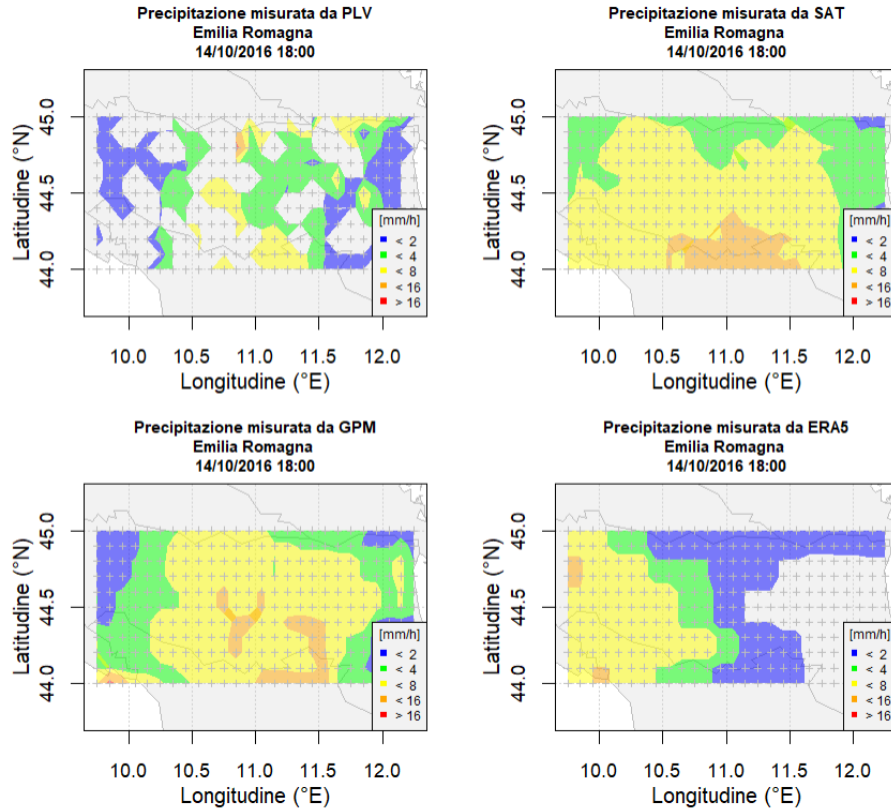 Precipitazione misurata da PLV
Emilia Romagna
14/10/2016 18:00
Latitudine (°N)
45.0
44.5
44.0
[mm/h]
< 2
< 4
< 8
< 16
> 16
10.0 10.5 11.0 11.5 12.0
Longitudine (°E)
Precipitazione misurata da SAT
Emilia Romagna
14/10/2016 18:00
Latitudine (°N)
45.0
44.5
44.0
[mm/h]
< 2
< 4
< 8
< 16
> 16
10.0 10.5 11.0 11.5 12.0
Longitudine (°E)
Precipitazione misurata da GPM
Emilia Romagna
14/10/2016 18:00
Latitudine (°N)
45.0
44.5
44.0
[mm/h]
< 2
< 4
< 8
< 16
> 16
10.0 10.5 11.0 11.5 12.0
Longitudine (°E)
Precipitazione misurata da ERA5
Emilia Romagna
14/10/2016 18:00
Latitudine (°N)
45.0
44.5
44.0
[mm/h]
< 2
< 4
< 8
< 16
> 16
10.0 10.5 11.0 11.5 12.0
Longitudine (°E)